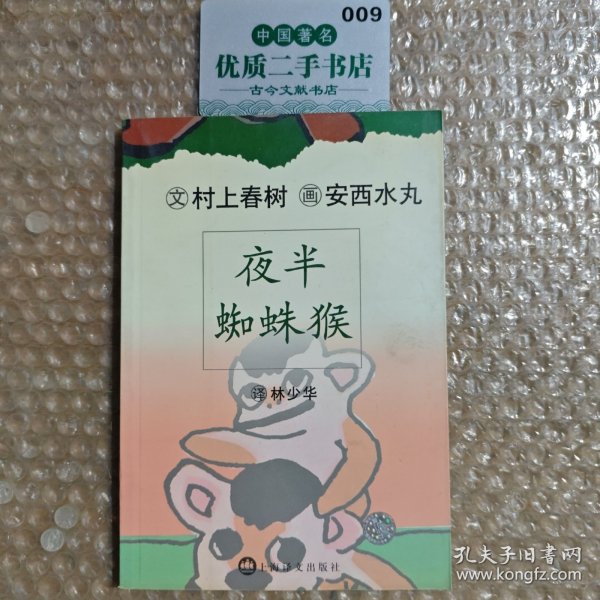 009
中国著名
优质二手书店
古今文献书店
文 村上春树 画 安西水丸
夜半
蜘蛛猴
译 林少华
上海译文出版社
孔夫子旧书网
www.kongfz.com